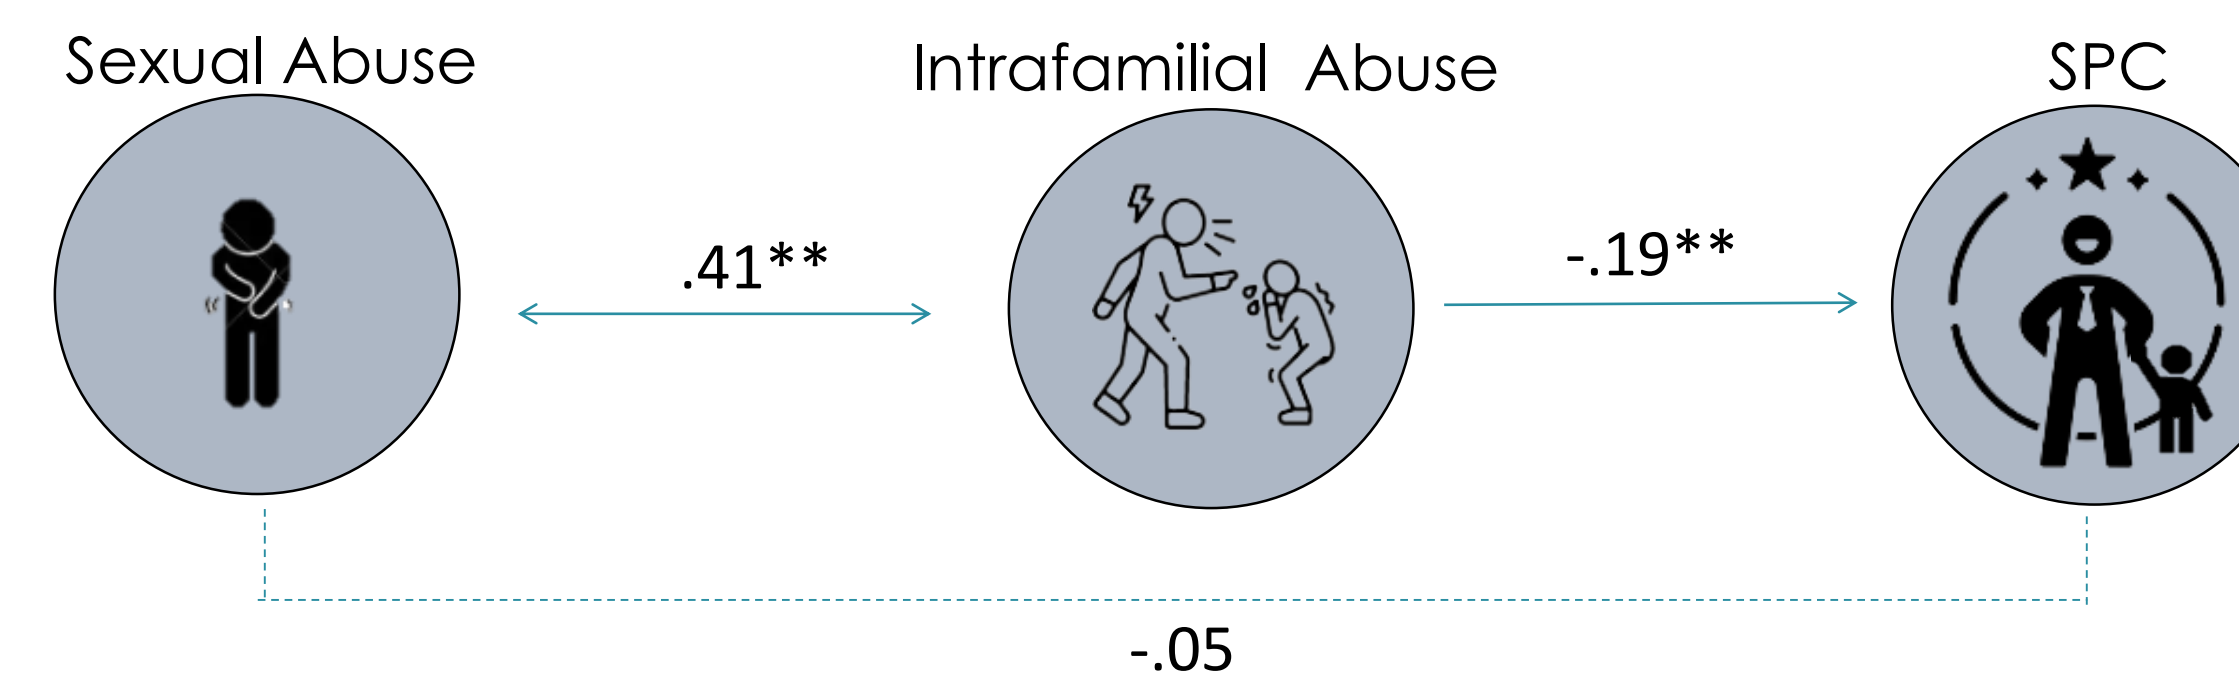 Sexual Abuse
Intrafamilial Abuse
SPC
.41**
-.19**
-.05